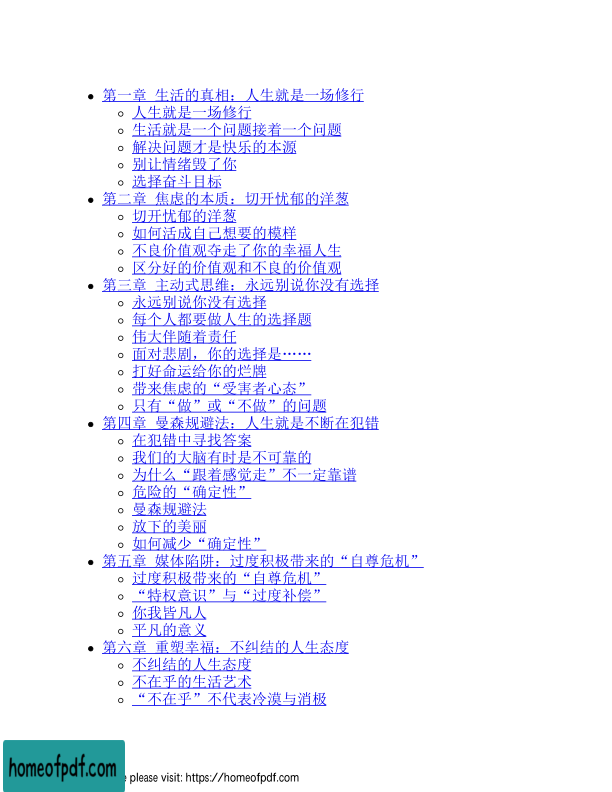 第一章 生活的真相：人生就是一场修行
人生就是一场修行
生活就是一个问题接着一个问题
解决问题才是快乐的本源
别让情绪毁了你
选择奋斗目标
第二章 焦虑的本质：切开忧郁的洋葱
切开忧郁的洋葱
如何活成自己想要的模样
不良价值观夺走了你的幸福人生
区分好的价值观和不良的价值观
第三章 主动式思维：永远别说你没有选择
永远别说你没有选择
每个人都要做人生的选择题
伟大伴随着责任
面对悲剧，你的选择是……
打好命运给你的烂牌
带来焦虑的“受害者心态”
只有“做”或“不做”的问题
第四章 曼森规避法：人生就是不断在犯错
在犯错中寻找答案
我们的大脑有时是不可靠的
为什么“跟着感觉走”不一定靠谱
危险的“确定性”
曼森规避法
放下的美丽
如何减少“确定性”
第五章 媒体陷阱：过度积极带来的“自尊危机”
过度积极带来的“自尊危机”
“特权意识”与“过度补偿”
你我皆凡人
平凡的意义
第六章 重塑幸福：不纠结的人生态度
不纠结的人生态度
不在乎的生活艺术
“不在乎”不代表冷漠与消极
homeofpdf.com
please visit: https://homeofpdf.com